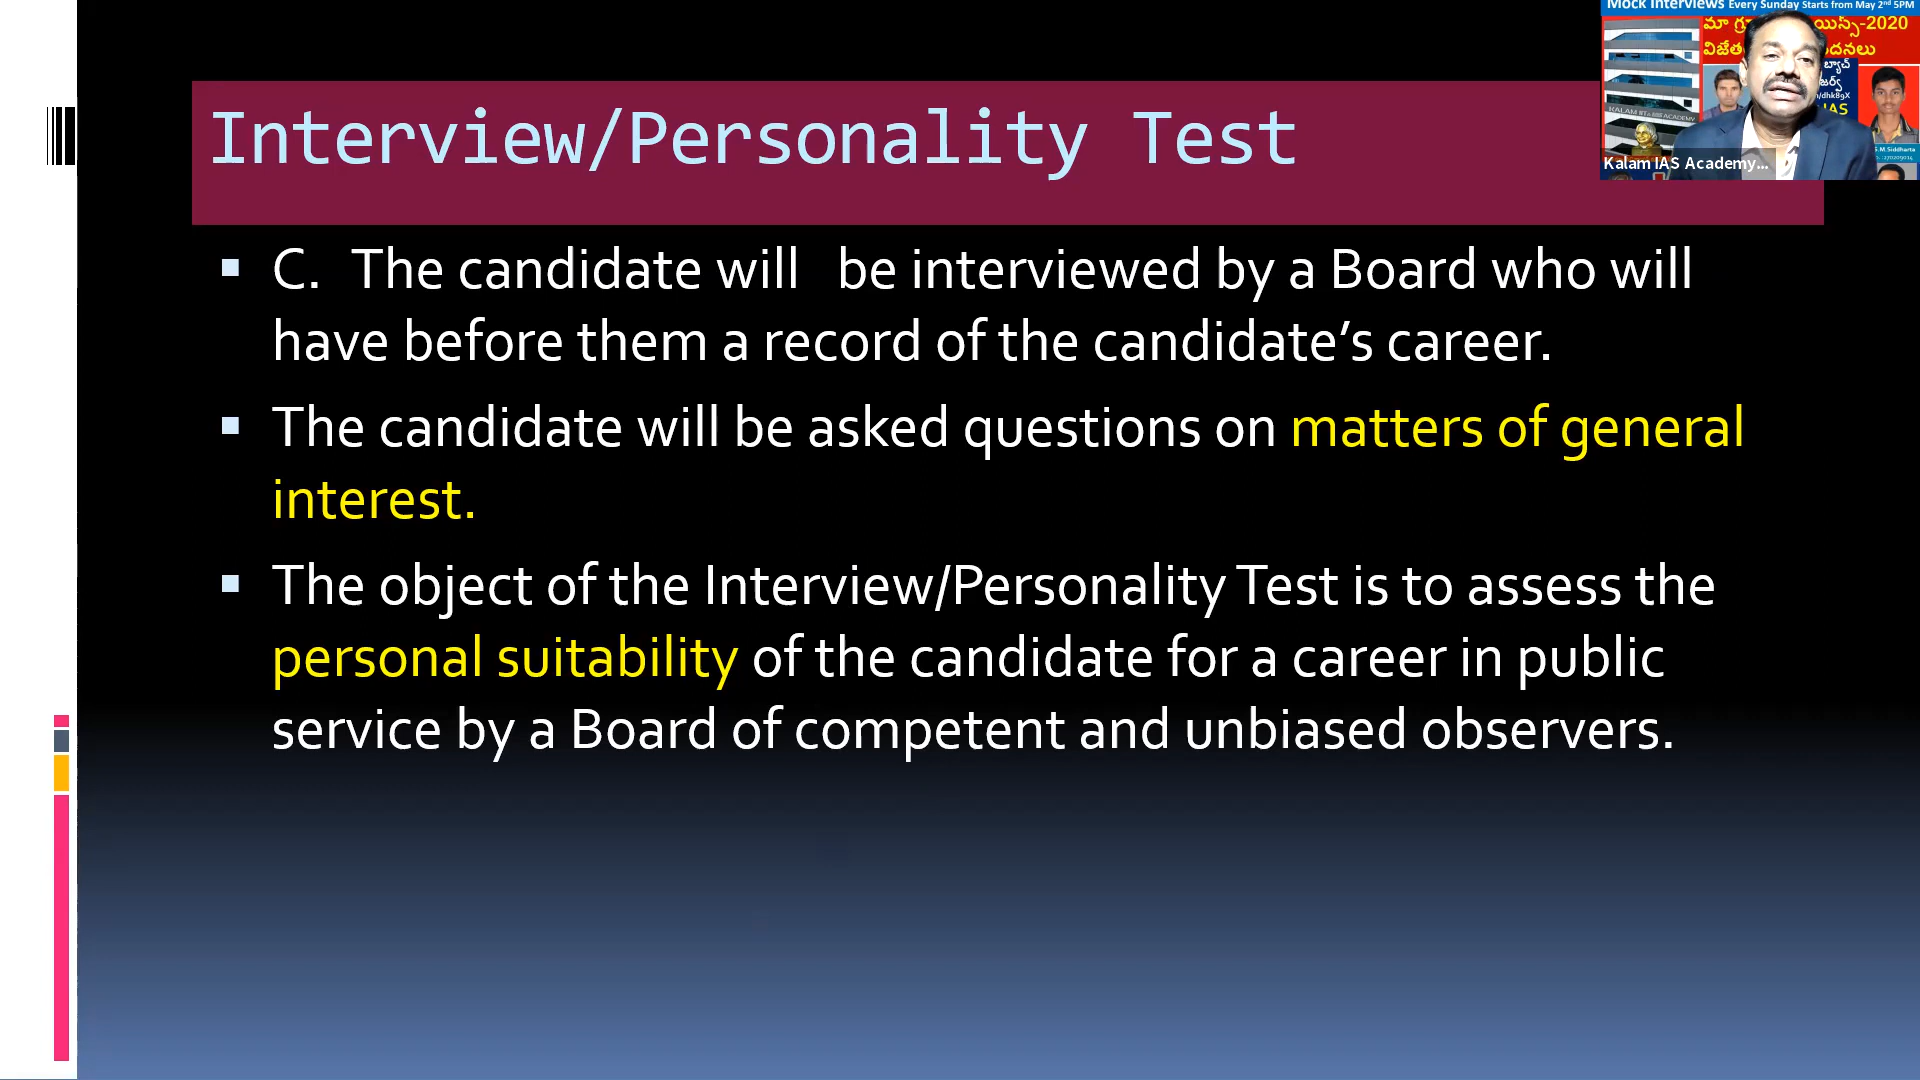 Interview/Personality Test
C. The candidate will be interviewed by a Board who will
have before them a record of the candidate’s career.
The candidate will be asked questions on matters of general
interest.
The object of the Interview/Personality Test is to assess the
personal suitability of the candidate for a career in public
service by a Board of competent and unbiased observers.
Mock Interviews Every Sunday Starts from May 2nd 5PM
మా గ్రూ యిస్స్-2020
విజేత దనలు
బ్యాచ్
IAS
Kalam IAS Academy...